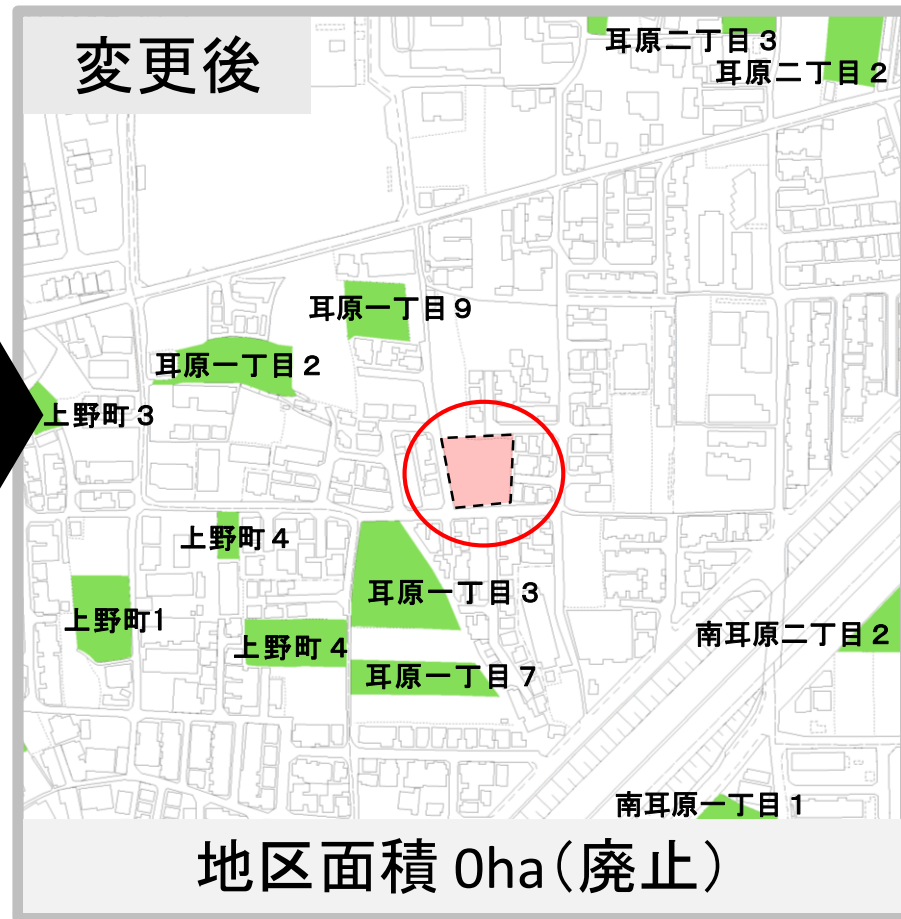 変更後
耳原二丁目３
耳原二丁目２
耳原一丁目９
耳原一丁目２
上野町３
上野町４
耳原一丁目３
上野町1
上野町４
南耳原二丁目２
耳原一丁目７
南耳原一丁目１
地区面積 0ha（廃止）